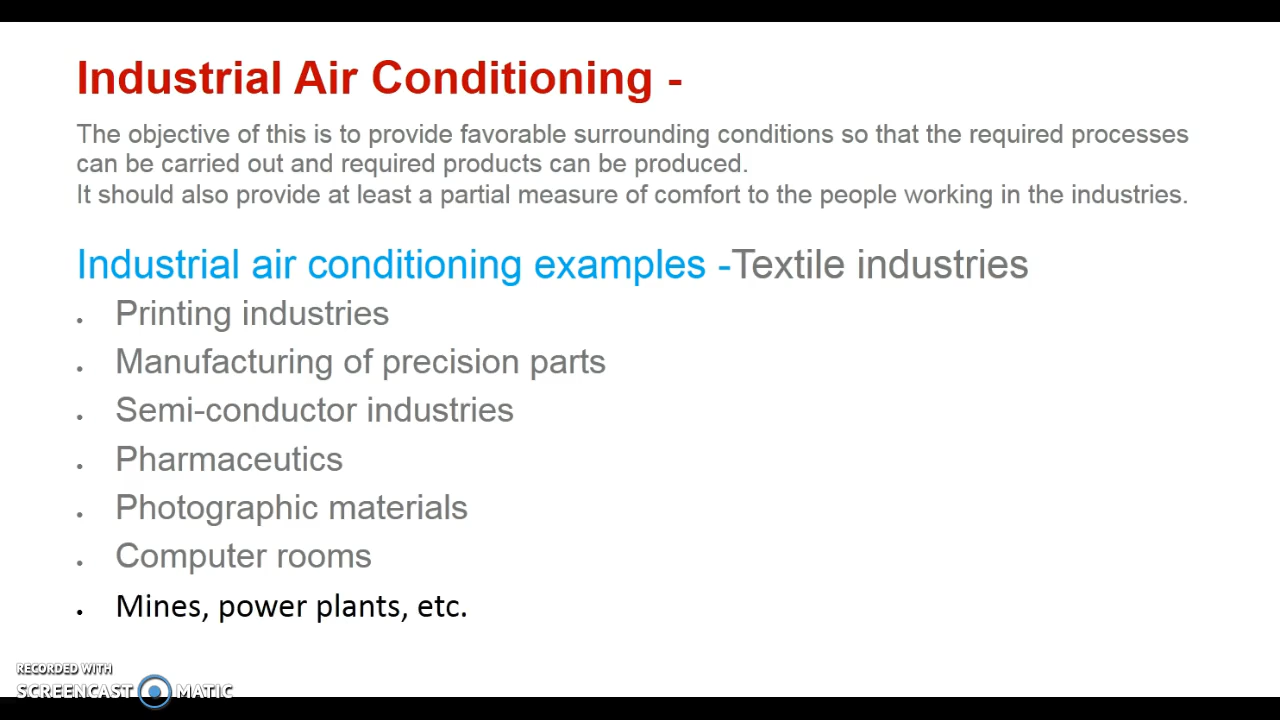 Industrial Air Conditioning -
The objective of this is to provide favorable surrounding conditions so that the required processes
can be carried out and required products can be produced.
It should also provide at least a partial measure of comfort to the people working in the industries.
Industrial air conditioning examples -Textile industries
• Printing industries
• Manufacturing of precision parts
• Semi-conductor industries
• Pharmaceutics
• Photographic materials
• Computer rooms
• Mines, power plants, etc.
RECORDED WITH
SCREENCAST MATIC